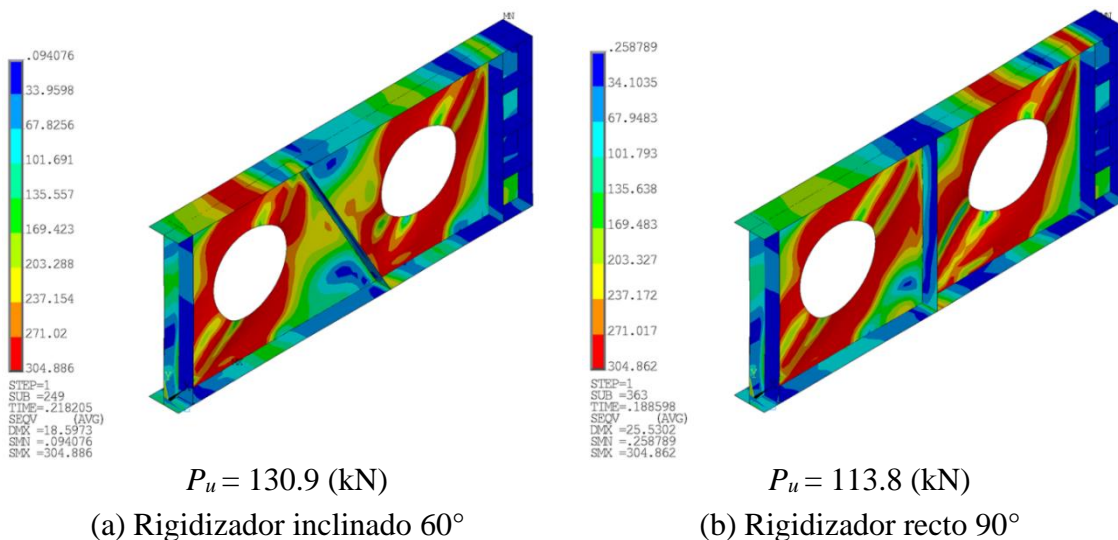 MN
.094076
33.9598
67.8256
101.691
135.557
169.423
203.288
237.154
271.02
304.886
STEP=1
SUB =249
TIME=.218205
SEQV (AVG)
DMX =18.5973
SMN =.094076
SMX =304.886
P_u = 130.9 (kN)
(a) Rigidizador inclinado 60°
MN
.258789
34.1035
67.9483
101.793
135.638
169.483
203.327
237.172
271.017
304.862
STEP=1
SUB =363
TIME=.188598
SEQV (AVG)
DMX =25.5302
SMN =.258789
SMX =304.862
P_u = 113.8 (kN)
(b) Rigidizador recto 90°